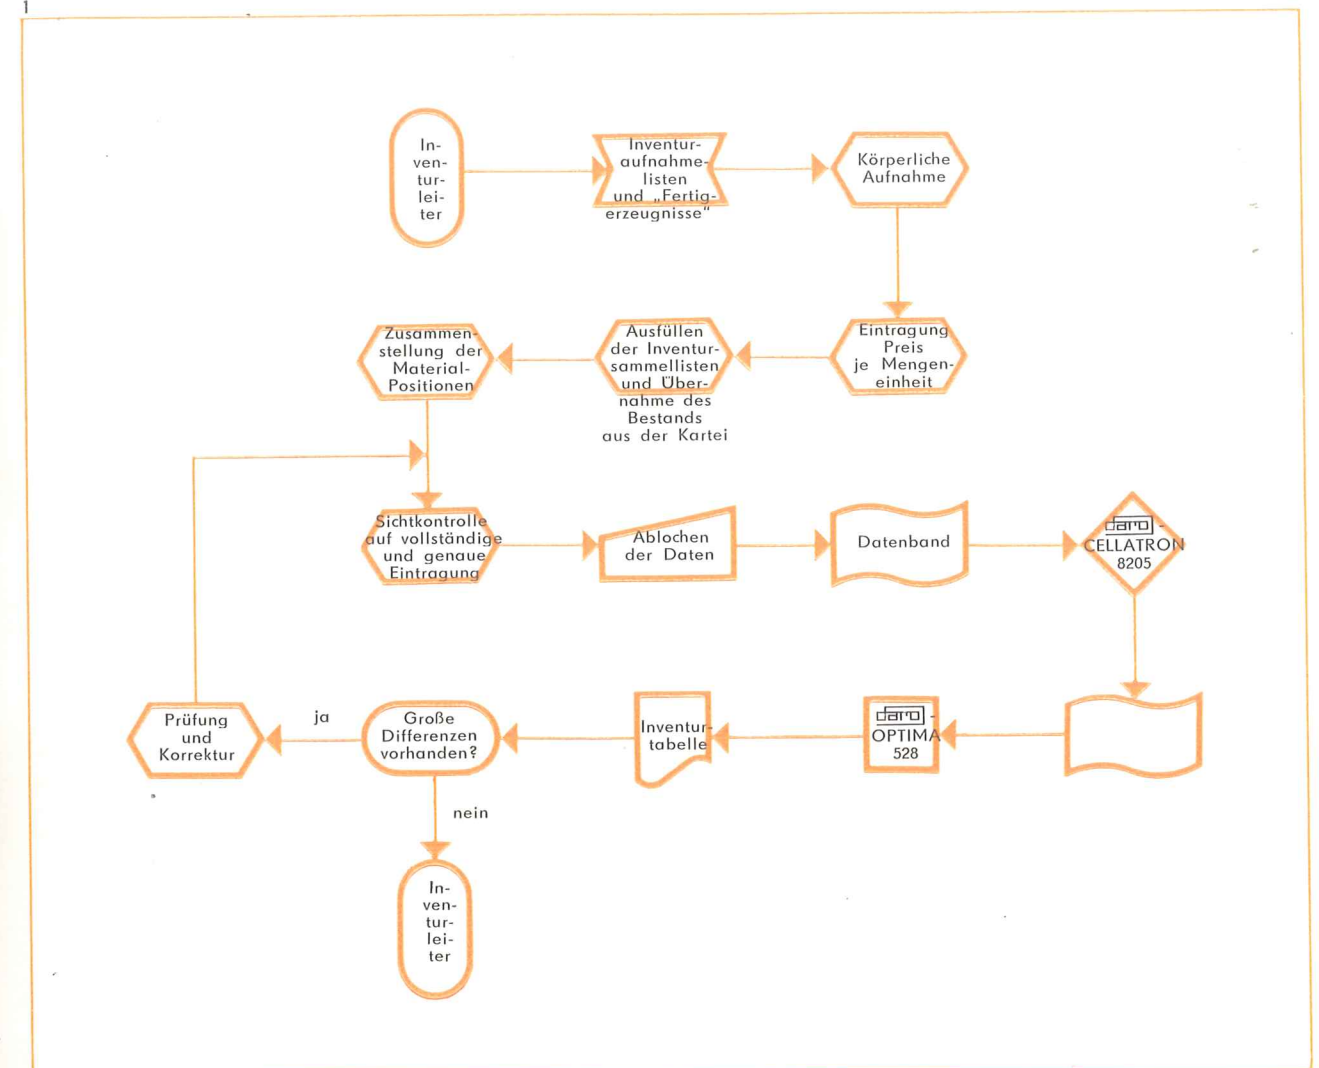 1
In-
ven-
tur-
lei-
ter
Inventur-
aufnahme-
listen
und „Fertig-
erzeugnisse“
Körperliche
Aufnahme
Eintragung
Preis
je Mengen-
einheit
Ausfüllen
der Inventur-
sammellisten
und Über-
nahme des
Bestands
aus der Kartei
Zusammen-
stellung der
Material-
Positionen
Sichtkontrolle
auf vollständige
und genaue
Eintragung
Ablochen
der Daten
Datenband
daro -
CELLATRON
8205
daro -
OPTIMA
528
Inventur-
tabelle
Große
Differenzen
vorhanden?
ja
Prüfung
und
Korrektur
nein
In-
ven-
tur-
lei-
ter